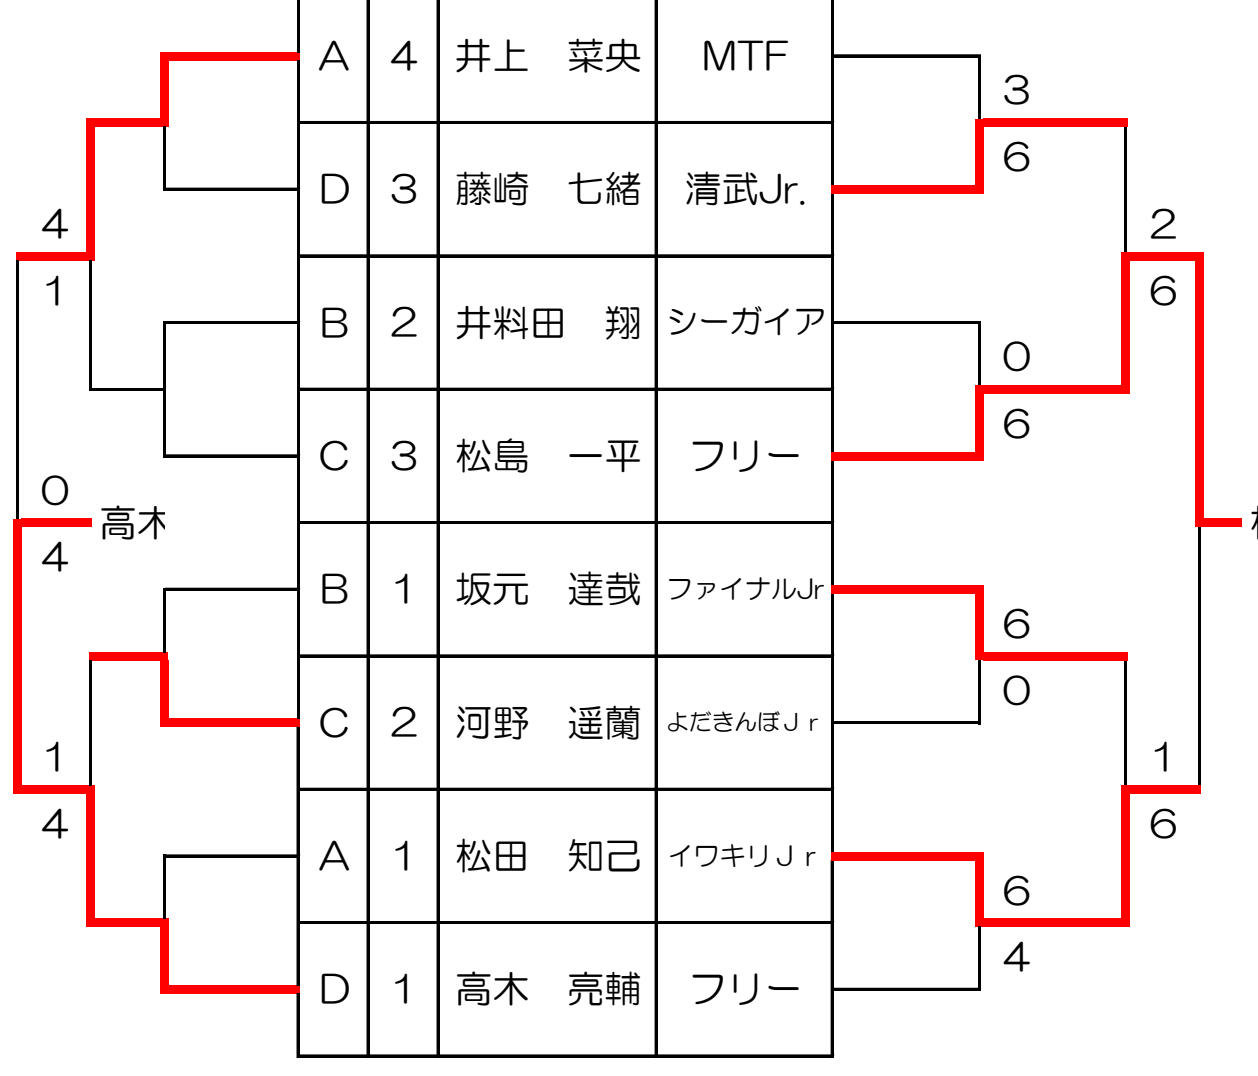 A 4 井上 菜央 MTF
3
D 3 藤崎 七緒 清武Jr.
6
4
2
1
6
B 2 井料田 翔 シーガイア
0
C 3 松島 一平 フリー
6
0
高木
4
B 1 坂元 達哉 ファイナルJr
6
0
C 2 河野 遥蘭 よだきんぼJr
1
1
4
6
A 1 松田 知己 イワキリJr
6
4
D 1 高木 亮輔 フリー